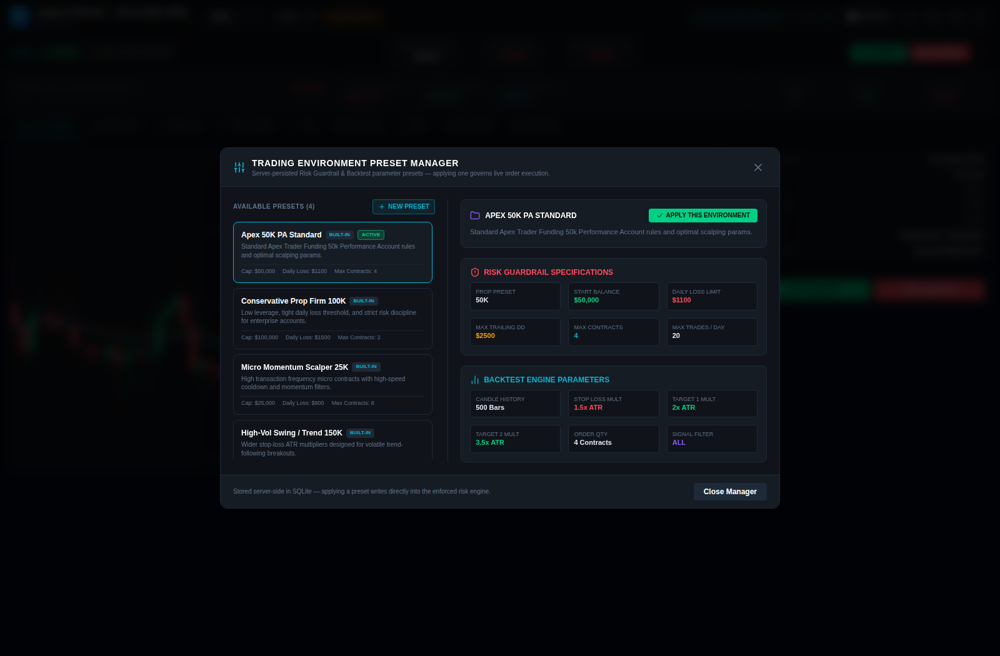 TRADING ENVIRONMENT PRESET MANAGER
Server-persisted Risk Guardrail & Backtest parameter presets — applying one governs live order execution.
AVAILABLE PRESETS (4)
NEW PRESET
Apex 50K PA Standard BUILT-IN ACTIVE
Standard Apex Trader Funding 50k Performance Account rules
and optimal scalping params.
Cap: $50,000 Daily Loss: $1100 Max Contracts: 4
Conservative Prop Firm 100K BUILT-IN
Low leverage, tight daily loss threshold, and strict risk discipline
for enterprise accounts.
Cap: $100,000 Daily Loss: $1500 Max Contracts: 2
Micro Momentum Scalper 25K BUILT-IN
High transaction frequency micro contracts with high-speed
cooldown and momentum filters.
Cap: $25,000 Daily Loss: $800 Max Contracts: 8
High-Vol Swing / Trend 150K BUILT-IN
Wider stop-loss ATR multipliers designed for volatile trend-
following breakouts.
APEX 50K PA STANDARD
APPLY THIS ENVIRONMENT
Standard Apex Trader Funding 50k Performance Account rules and optimal scalping params.
RISK GUARDRAIL SPECIFICATIONS
PROP PRESET
50K
START BALANCE
$50,000
DAILY LOSS LIMIT
$1100
MAX TRAILING DD
$2500
MAX CONTRACTS
4
MAX TRADES / DAY
20
BACKTEST ENGINE PARAMETERS
CANDLE HISTORY
500 Bars
STOP LOSS MULT
1.5x ATR
TARGET 1 MULT
2x ATR
TARGET 2 MULT
3.5x ATR
ORDER QTY
4 Contracts
SIGNAL FILTER
ALL
Stored server-side in SQLite — applying a preset writes directly into the enforced risk engine.
Close Manager